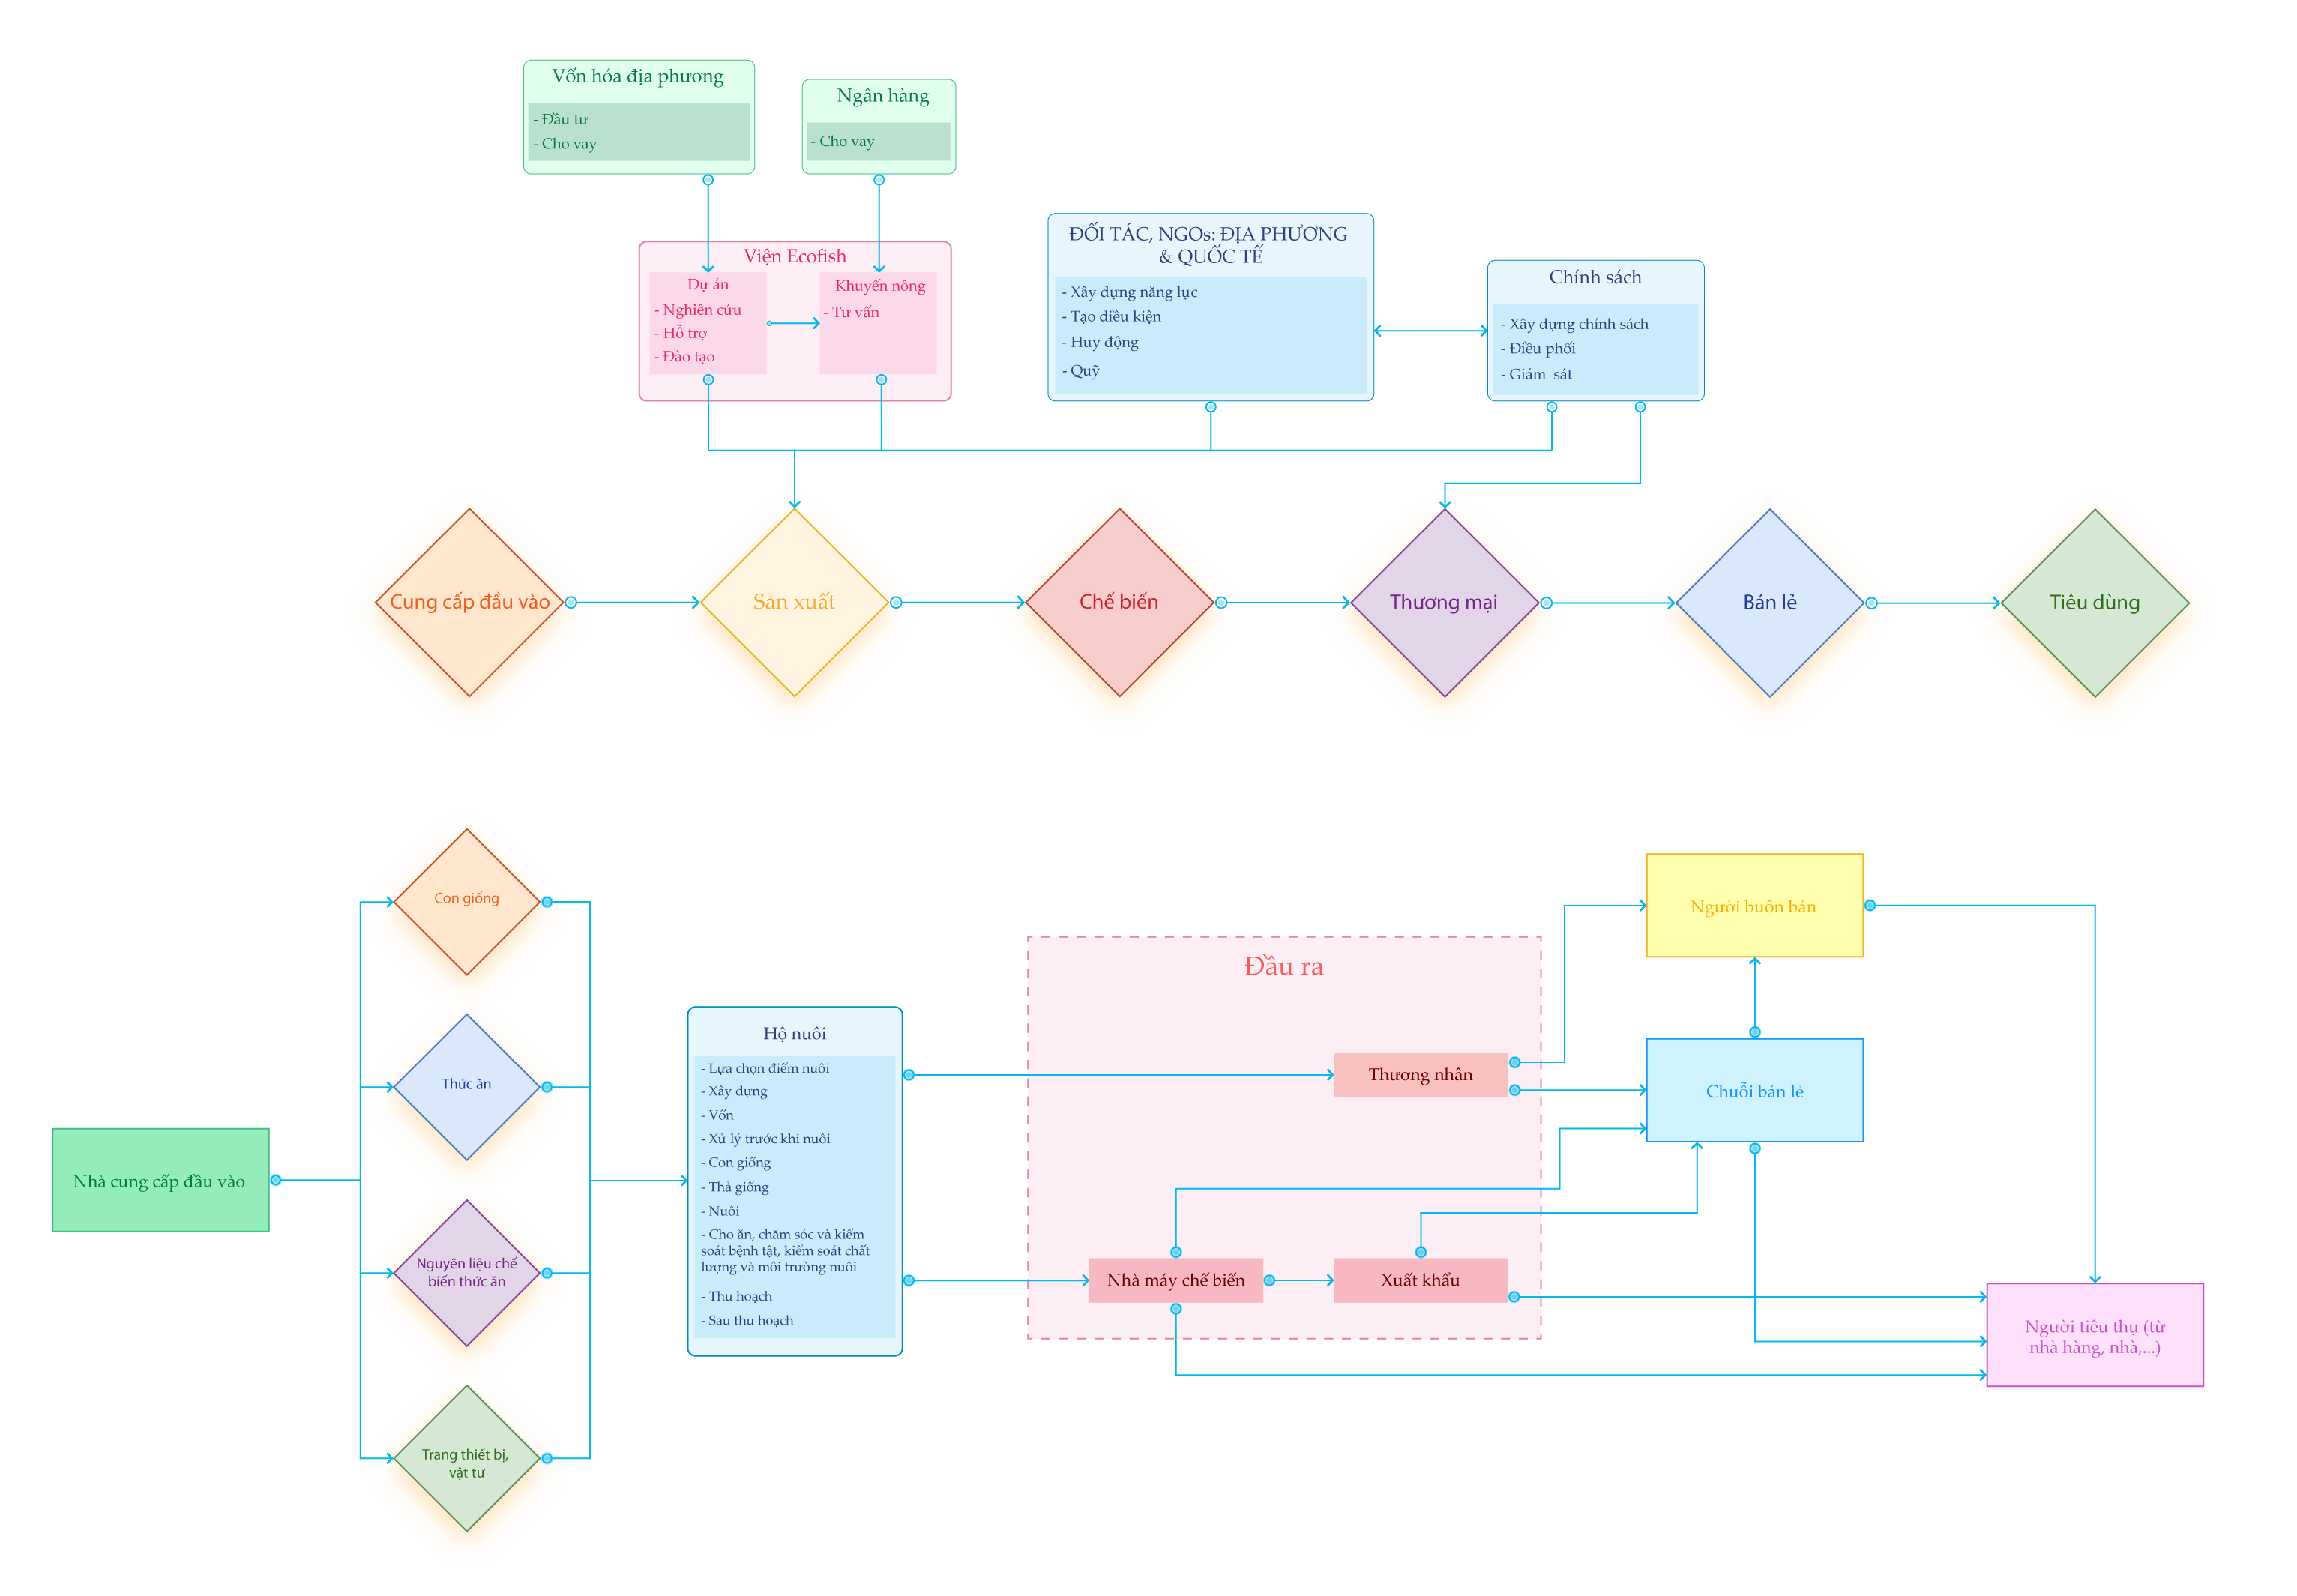 Vốn hóa địa phương
- Đầu tư
- Cho vay
Ngân hàng
- Cho vay
Viện Ecofish
Dự án
- Nghiên cứu
- Hỗ trợ
- Đào tạo
Khuyến nông
- Tư vấn
ĐỐI TÁC, NGOs: ĐỊA PHƯƠNG
& QUỐC TẾ
- Xây dựng năng lực
- Tạo điều kiện
- Huy động
- Quỹ
Chính sách
- Xây dựng chính sách
- Điều phối
- Giám sát
Cung cấp đầu vào
Sản xuất
Chế biến
Thương mại
Bán lẻ
Tiêu dùng
Nhà cung cấp đầu vào
Con giống
Thức ăn
Nguyên liệu chế
biến thức ăn
Trang thiết bị,
vật tư
Hộ nuôi
- Lựa chọn điểm nuôi
- Xây dựng
- Vốn
- Xử lý trước khi nuôi
- Con giống
- Thả giống
- Nuôi
- Cho ăn, chăm sóc và kiểm
soát bệnh tật, kiểm soát chất
lượng và môi trường nuôi
- Thu hoạch
- Sau thu hoạch
Đầu ra
Thương nhân
Nhà máy chế biến
Xuất khẩu
Người buôn bán
Chuỗi bán lẻ
Người tiêu thụ (từ
nhà hàng, nhà,...)